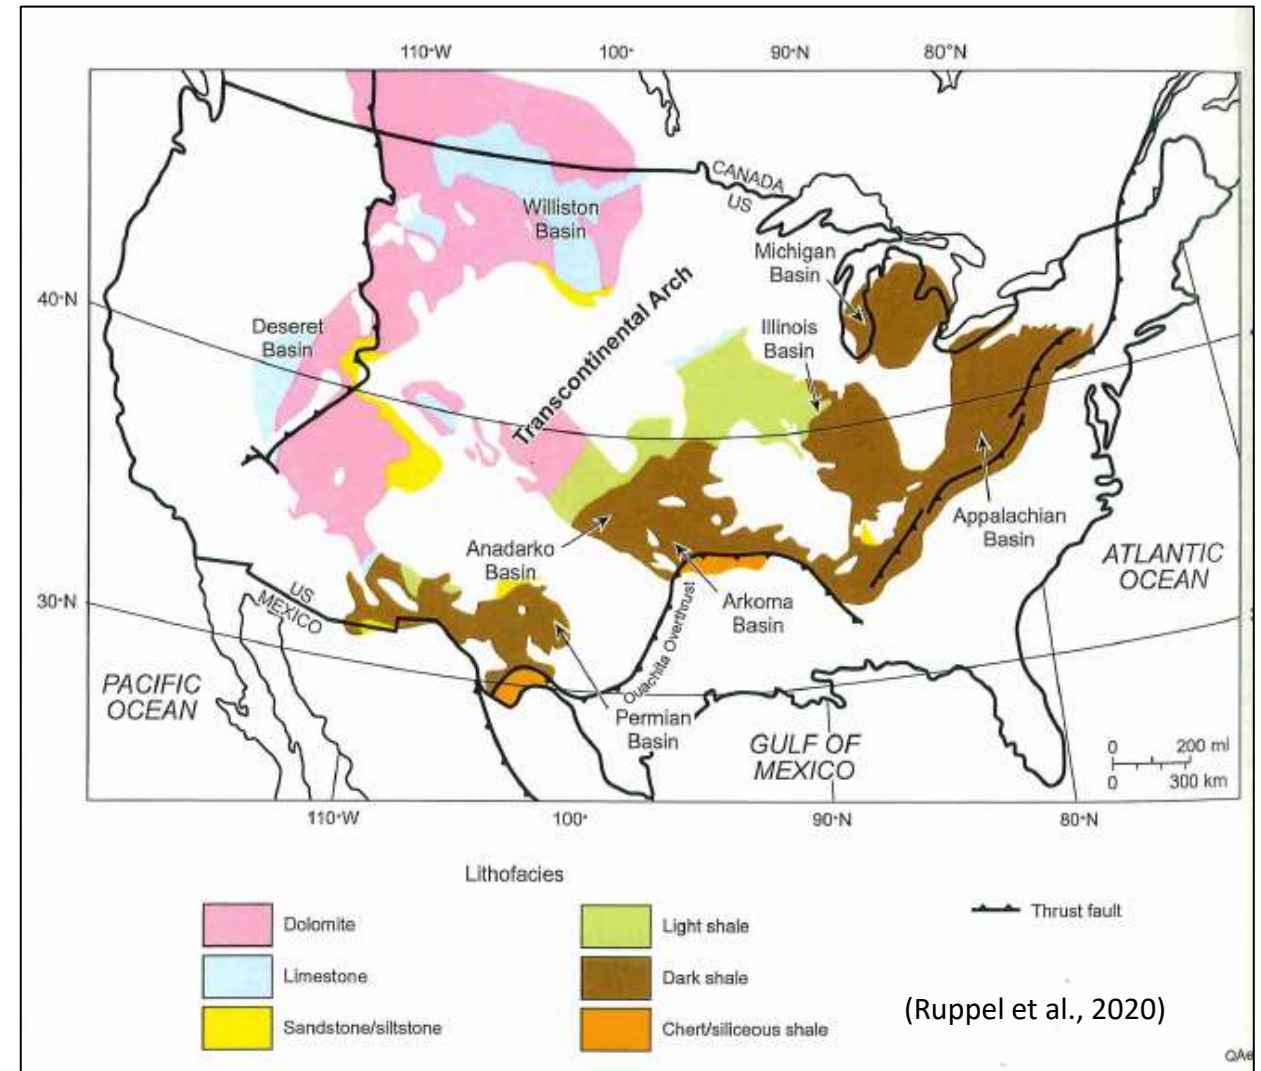 110°W 100° 90°N 80°N
CANADA
US
Williston
Basin
Michigan
Basin
40°N
Transcontinental Arch
Deseret
Basin
Illinois
Basin
Appalachian
Basin
Anadarko
Basin
ATLANTIC
OCEAN
US
MEXICO
30°N
Arkoma
Basin
Ouachita Overthrust
PACIFIC
OCEAN
Permian
Basin
GULF OF
MEXICO
0 200 mi
0 300 km
110°W 100° 90°N 80°N
Lithofacies
Dolomite
Light shale
Thrust fault
Limestone
Dark shale
Sandstone/siltstone
Chert/siliceous shale
(Ruppel et al., 2020)